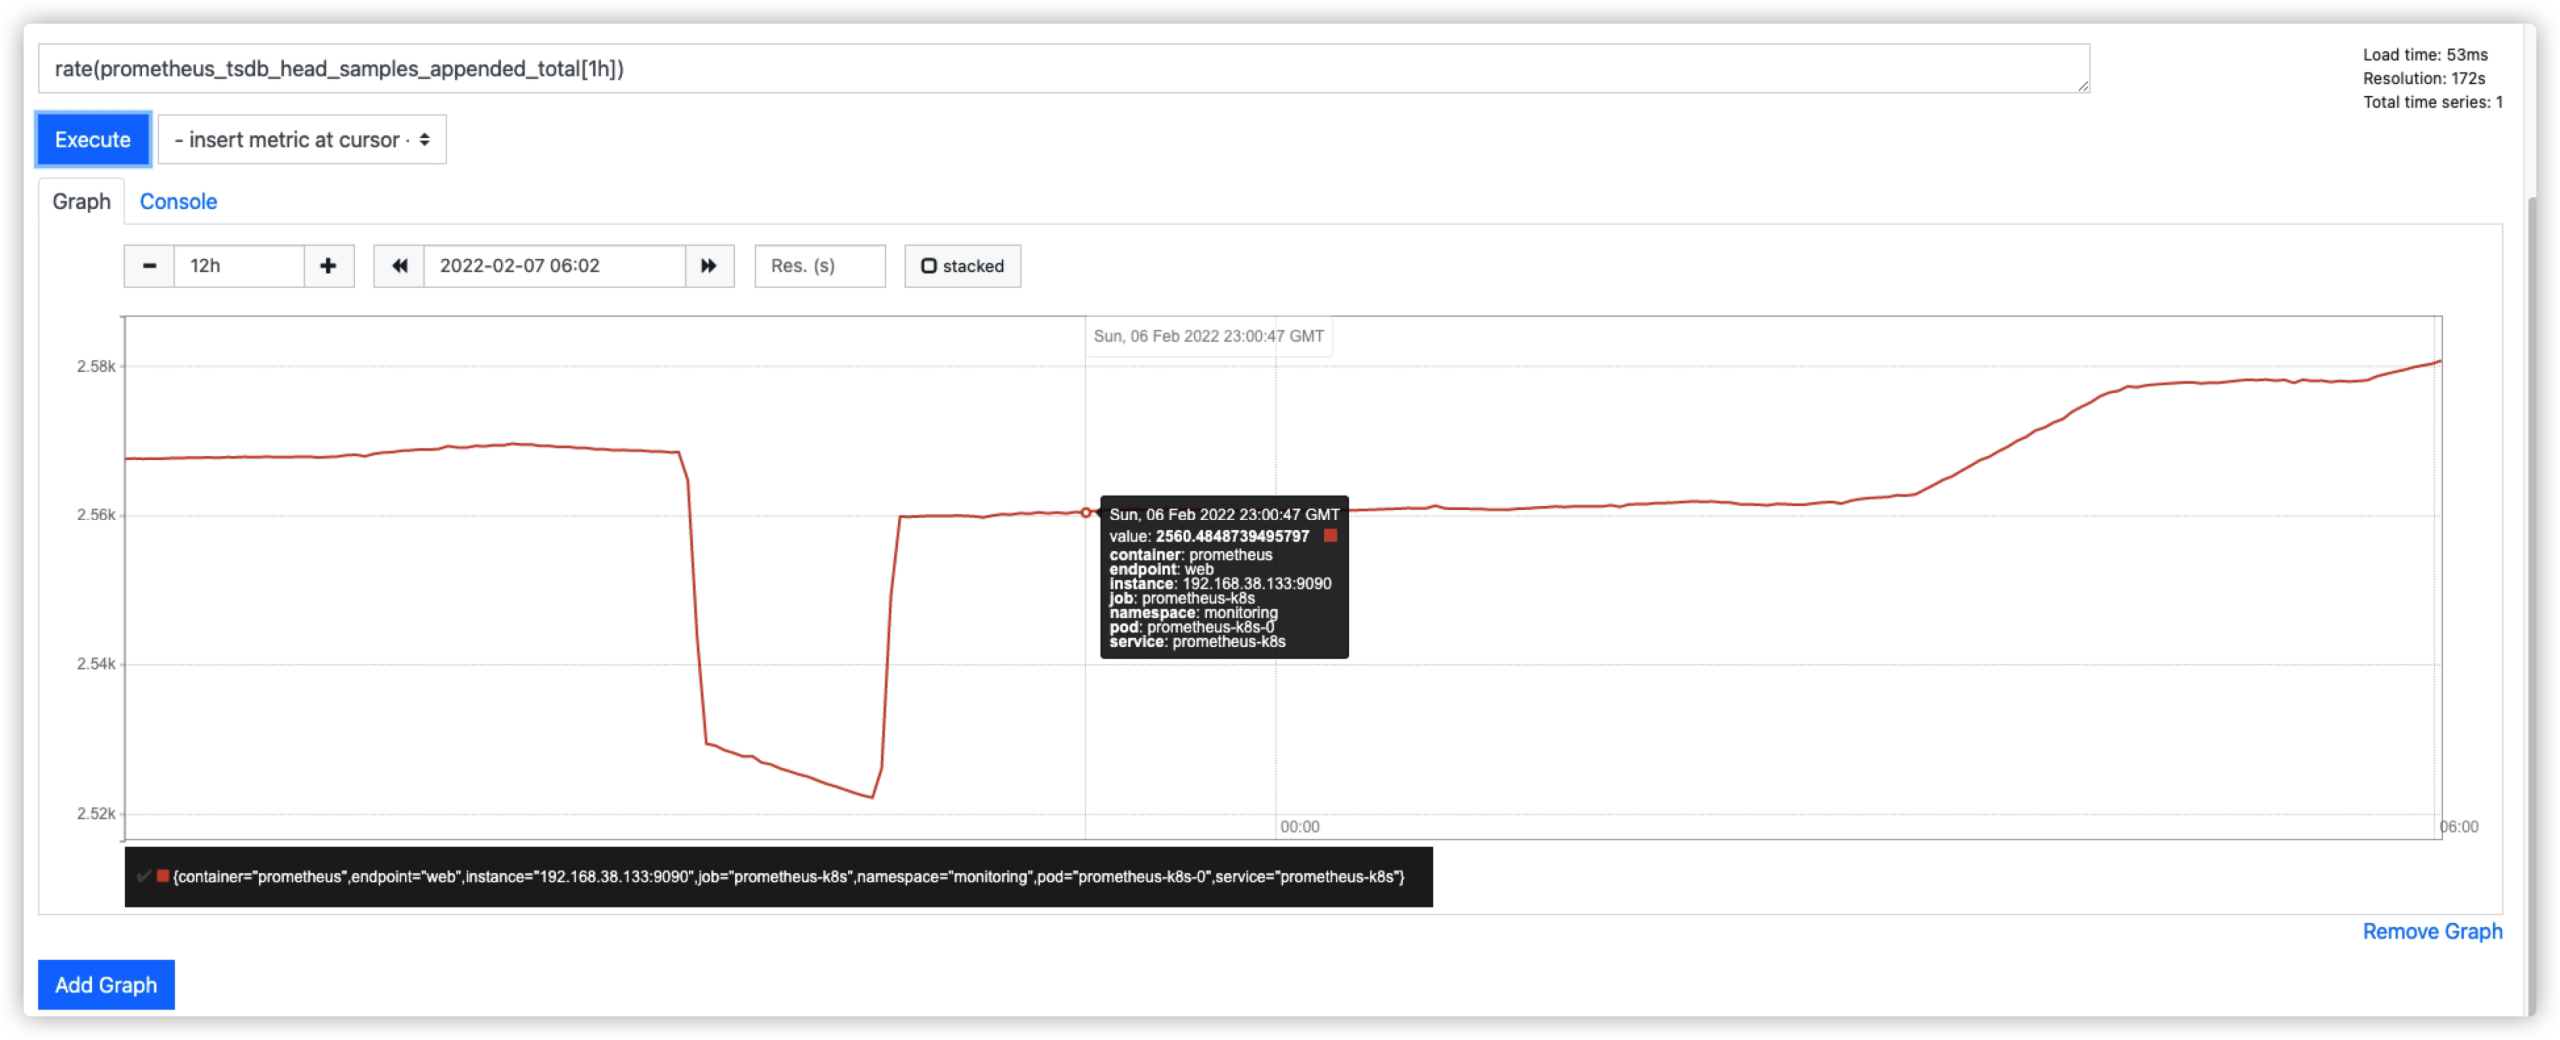 rate(prometheus_tsdb_head_samples_appended_total[1h])
Load time: 53ms
Resolution: 172s
Total time series: 1
Execute
- insert metric at cursor -
Graph
Console
12h
2022-02-07 06:02
Res. (s)
stacked
Sun, 06 Feb 2022 23:00:47 GMT
2.58k
2.56k
2.54k
2.52k
Sun, 06 Feb 2022 23:00:47 GMT
value: 2560.4848739495797
container: prometheus
endpoint: web
instance: 192.168.38.133:9090
job: prometheus-k8s
namespace: monitoring
pod: prometheus-k8s-0
service: prometheus-k8s
00:00
06:00
{container="prometheus",endpoint="web",instance="192.168.38.133:9090",job="prometheus-k8s",namespace="monitoring",pod="prometheus-k8s-0",service="prometheus-k8s"}
Remove Graph
Add Graph